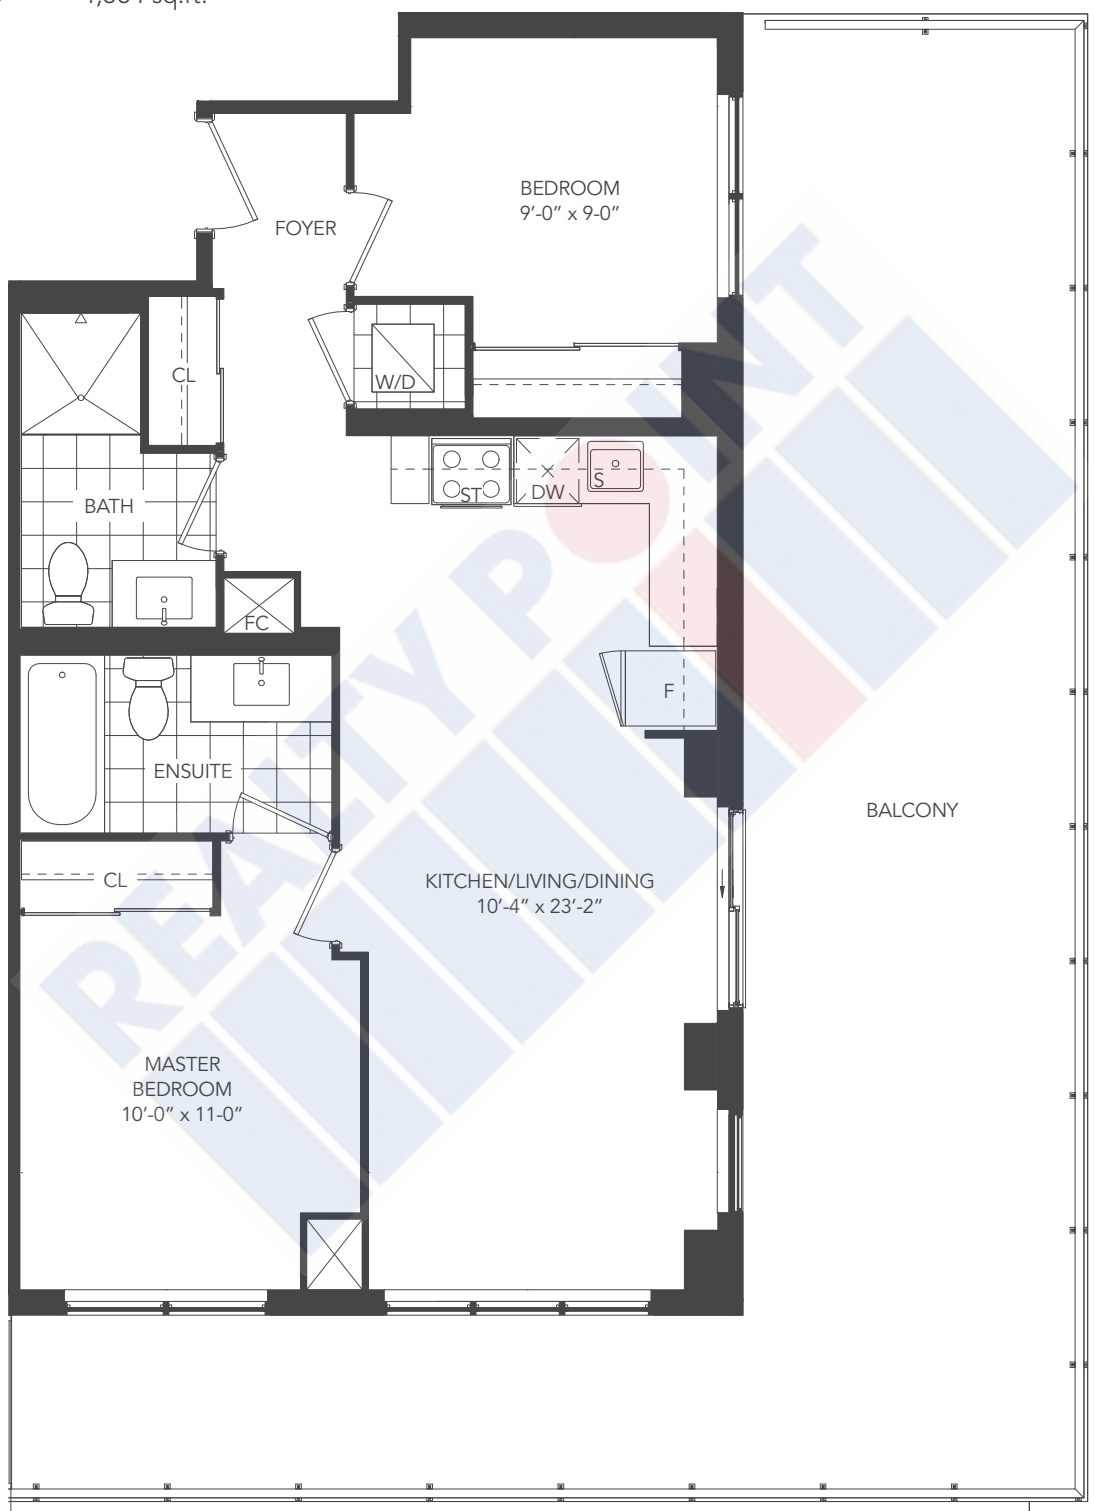 BEDROOM
9'-0" x 9-0"
FOYER
CL
W/D
BATH
ST
DW
S
FC
F
ENSUITE
BALCONY
CL
KITCHEN/LIVING/DINING
10'-4" x 23'-2"
MASTER
BEDROOM
10'-0" x 11-0"
REALTY POINT